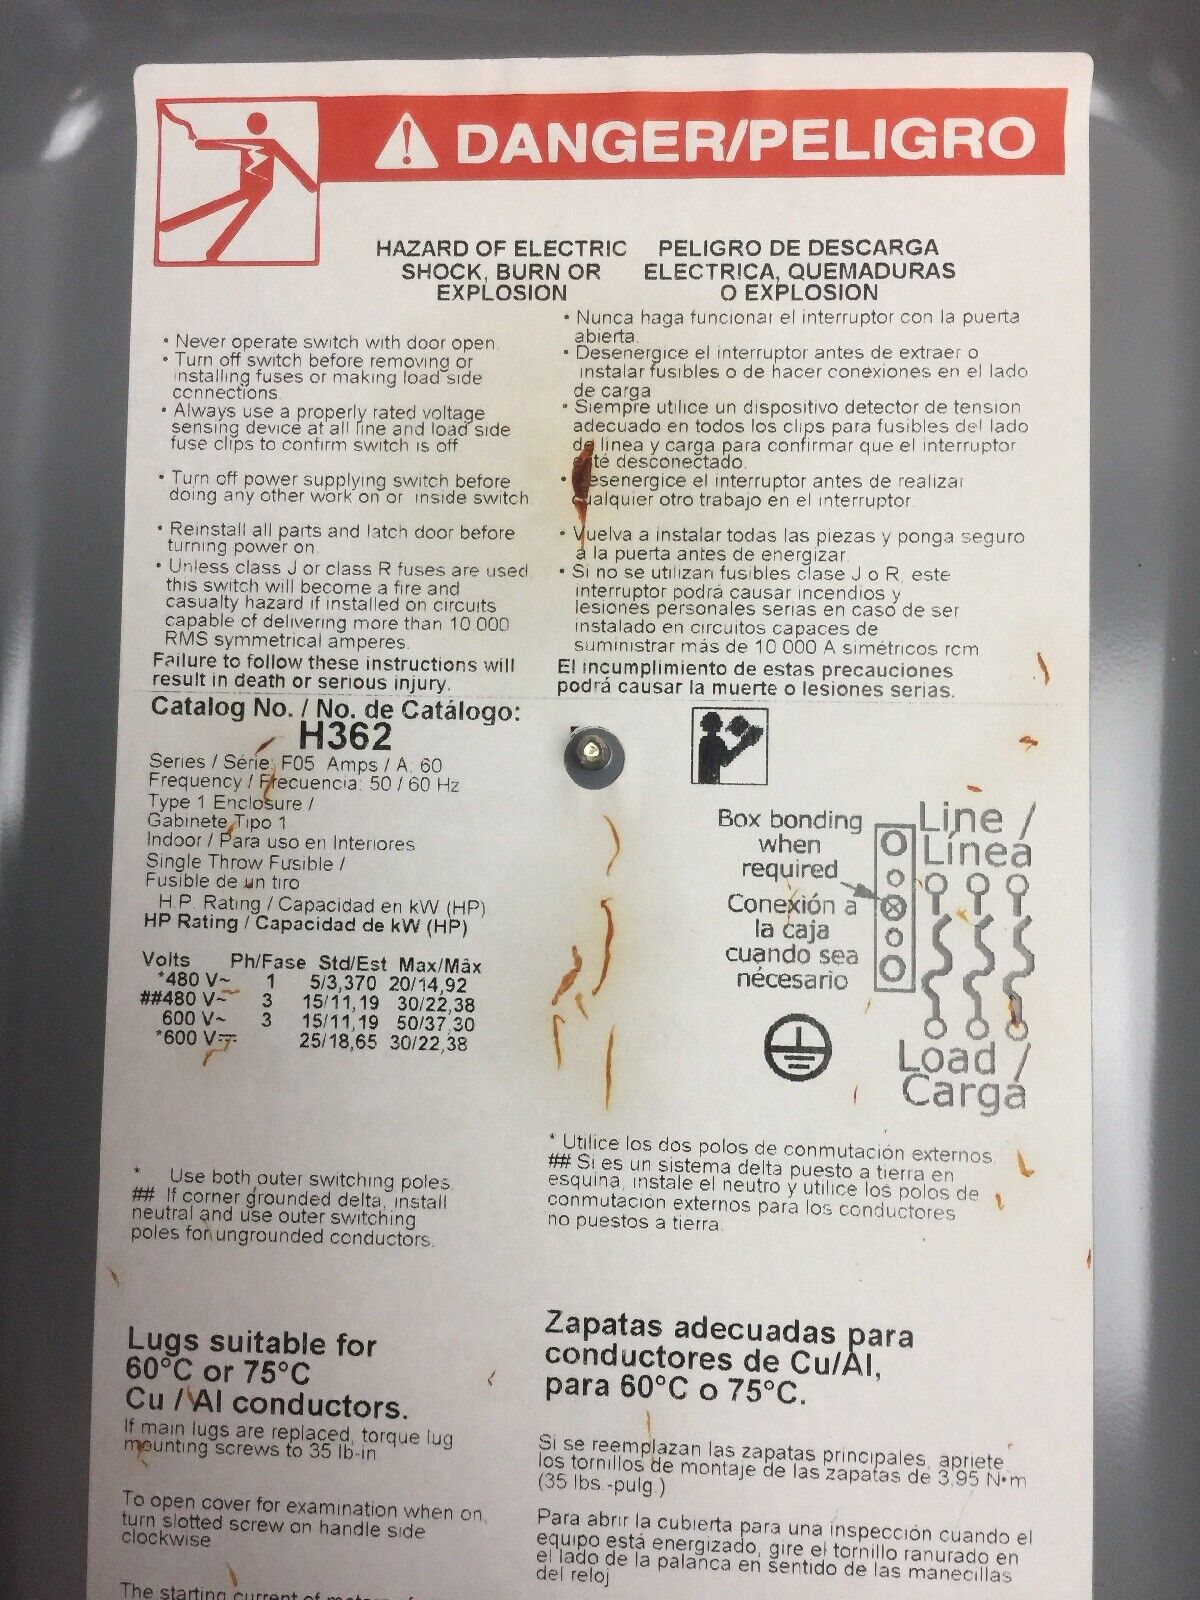 DANGER/PELIGRO
HAZARD OF ELECTRIC
SHOCK, BURN OR
EXPLOSION
• Never operate switch with door open.
• Turn off switch before removing or
installing fuses or making load side
connections.
• Always use a properly rated voltage
sensing device at all line and load side
fuse clips to confirm switch is off.
• Turn off power supplying switch before
doing any other work on or inside switch.
• Reinstall all parts and latch door before
turning power on.
• Unless class J or class R fuses are used,
this switch will become a fire and
casualty hazard if installed on circuits
capable of delivering more than 10 000
RMS symmetrical amperes.
Failure to follow these instructions will
result in death or serious injury.
PELIGRO DE DESCARGA
ELECTRICA, QUEMADURAS
O EXPLOSION
• Nunca haga funcionar el interruptor con la puerta
abierta.
• Desenergice el interruptor antes de extraer o
instalar fusibles o de hacer conexiones en el lado
de carga
• Siempre utilice un dispositivo detector de tension
adecuado en todos los clips para fusibles del lado
de linea y carga para confirmar que el interruptor
esté desconectado.
• Desenergice el interruptor antes de realizar
cualquier otro trabajo en el interruptor.
• Vuelva a instalar todas las piezas y ponga seguro
a la puerta antes de energizar.
• Si no se utilizan fusibles clase J o R, este
interruptor podrá causar incendios y
lesiones personales serias en caso de ser
instalado en circuitos capaces de
suministrar más de 10 000 A simétricos rcm
El incumplimiento de estas precauciones
podrá causar la muerte o lesiones serias.
Catalog No. / No. de Catálogo:
H362
Series / Série: F05 Amps / A: 60
Frequency / Frecuencia: 50 / 60 Hz
Type 1 Enclosure /
Gabinete Tipo 1
Indoor / Para uso en Interiores
Single Throw Fusible /
Fusible de un tiro
H.P. Rating / Capacidad en kW (HP)
HP Rating / Capacidad de kW (HP)
Volts Ph/Fase Std/Est Max/Mâx
*480 V~ 1 5/3,370 20/14,92
##480 V~ 3 15/11,19 30/22,38
600 V~ 3 15/11,19 50/37,30
*600 V⎓ 25/18,65 30/22,38
Box bonding
when
required
Conexión a
la caja
cuando sea
nécesario
Line /
Línea
Load /
Carga
* Use both outer switching poles.
## If corner grounded delta, install
neutral and use outer switching
poles for ungrounded conductors.
* Utilice los dos polos de conmutación externos.
## Si es un sistema delta puesto a tierra en
esquina, instale el neutro y utilice los polos de
conmutación externos para los conductores
no puestos a tierra.
Lugs suitable for
60°C or 75°C
Cu / Al conductors.
If main lugs are replaced, torque lug
mounting screws to 35 lb-in
To open cover for examination when on,
turn slotted screw on handle side
clockwise
The starting current of motors
Zapatas adecuadas para
conductores de Cu/Al,
para 60°C o 75°C.
Si se reemplazan las zapatas principales, apriete
los tornillos de montaje de las zapatas de 3,95 N•m
(35 lbs.-pulg.)
Para abrir la cubierta para una inspección cuando el
equipo está energizado, gire el tornillo ranurado en
el lado de la palanca en sentido de las manecillas
del reloj